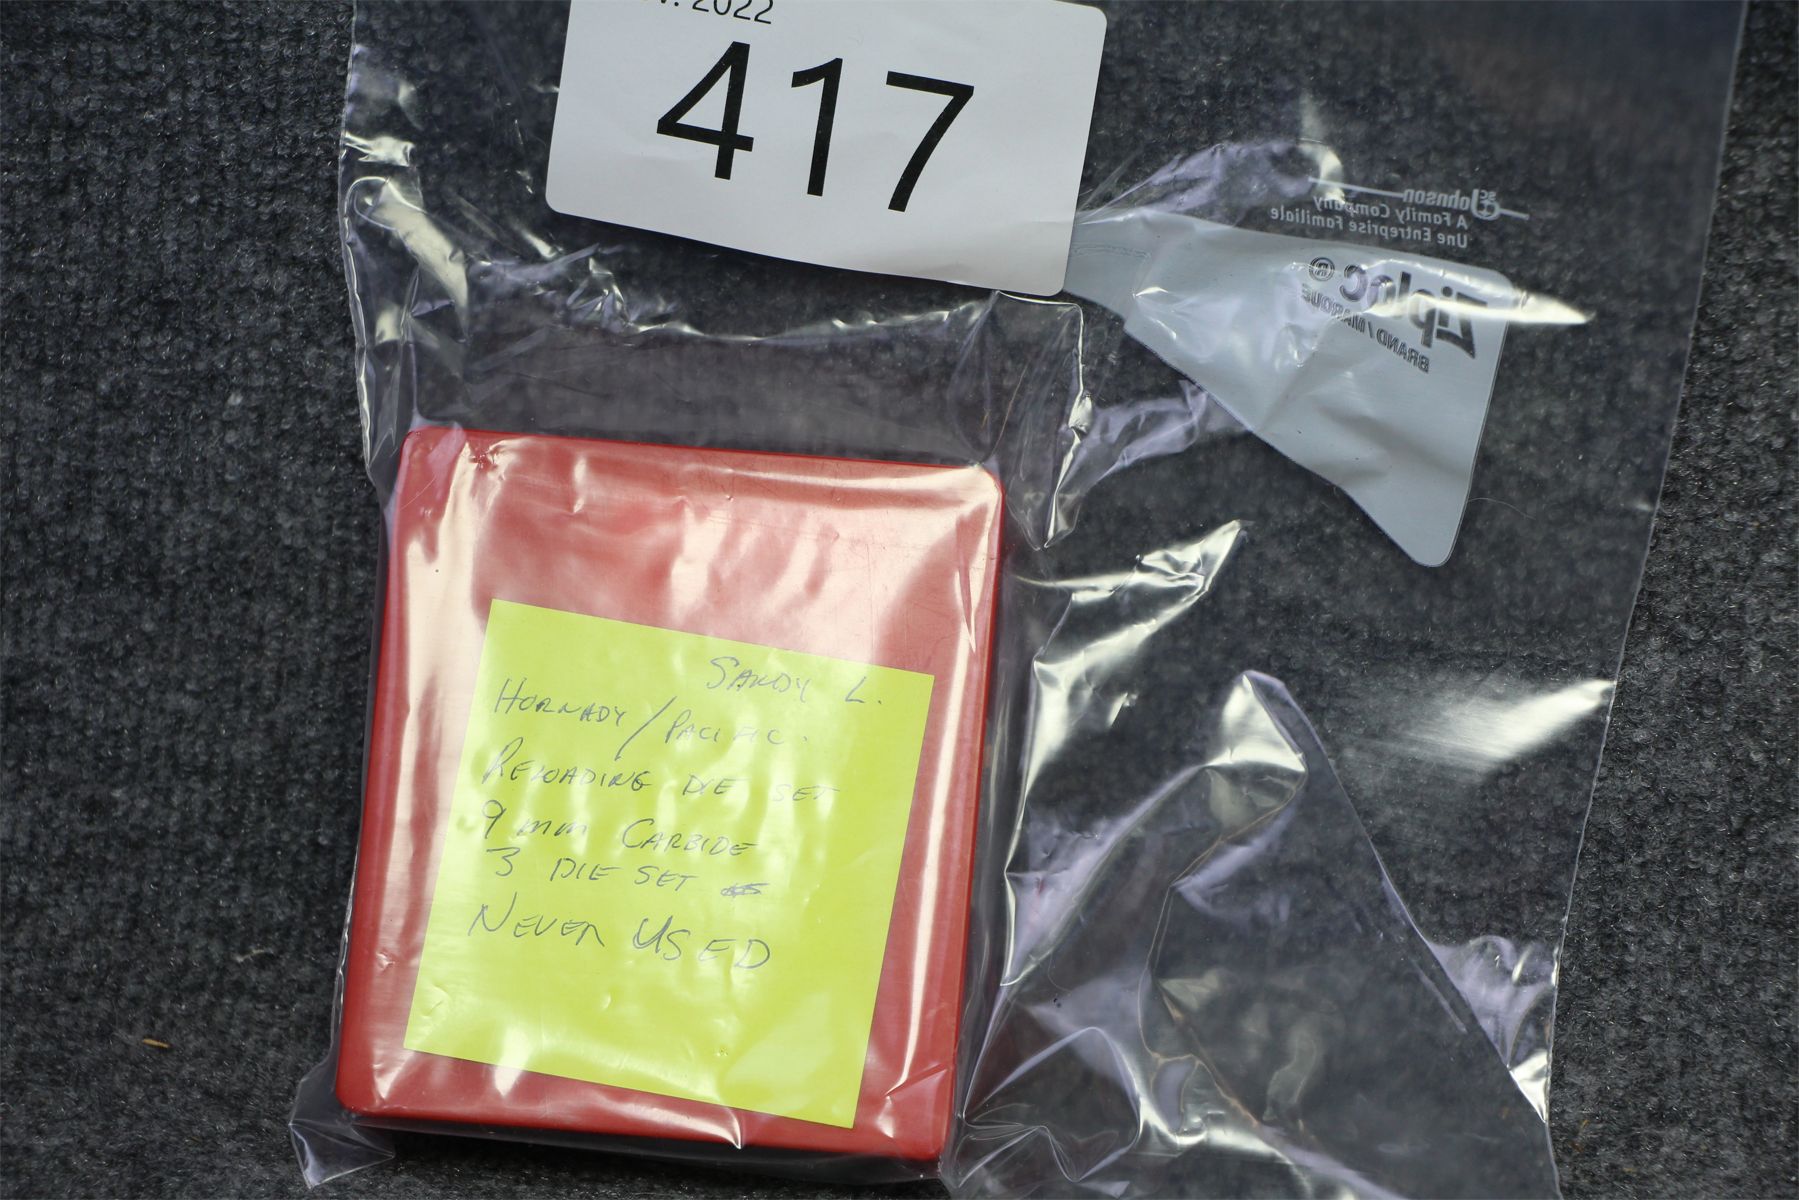 2022
417
SC Johnson
A Family Company
Une Entreprise Familiale
Ziploc®
BRAND / MARQUE
SANDY L.
HORNADY / PACIFIC.
RELOADING DIE SET
9 mm CARBIDE
3 DIE SET
NEVER USED